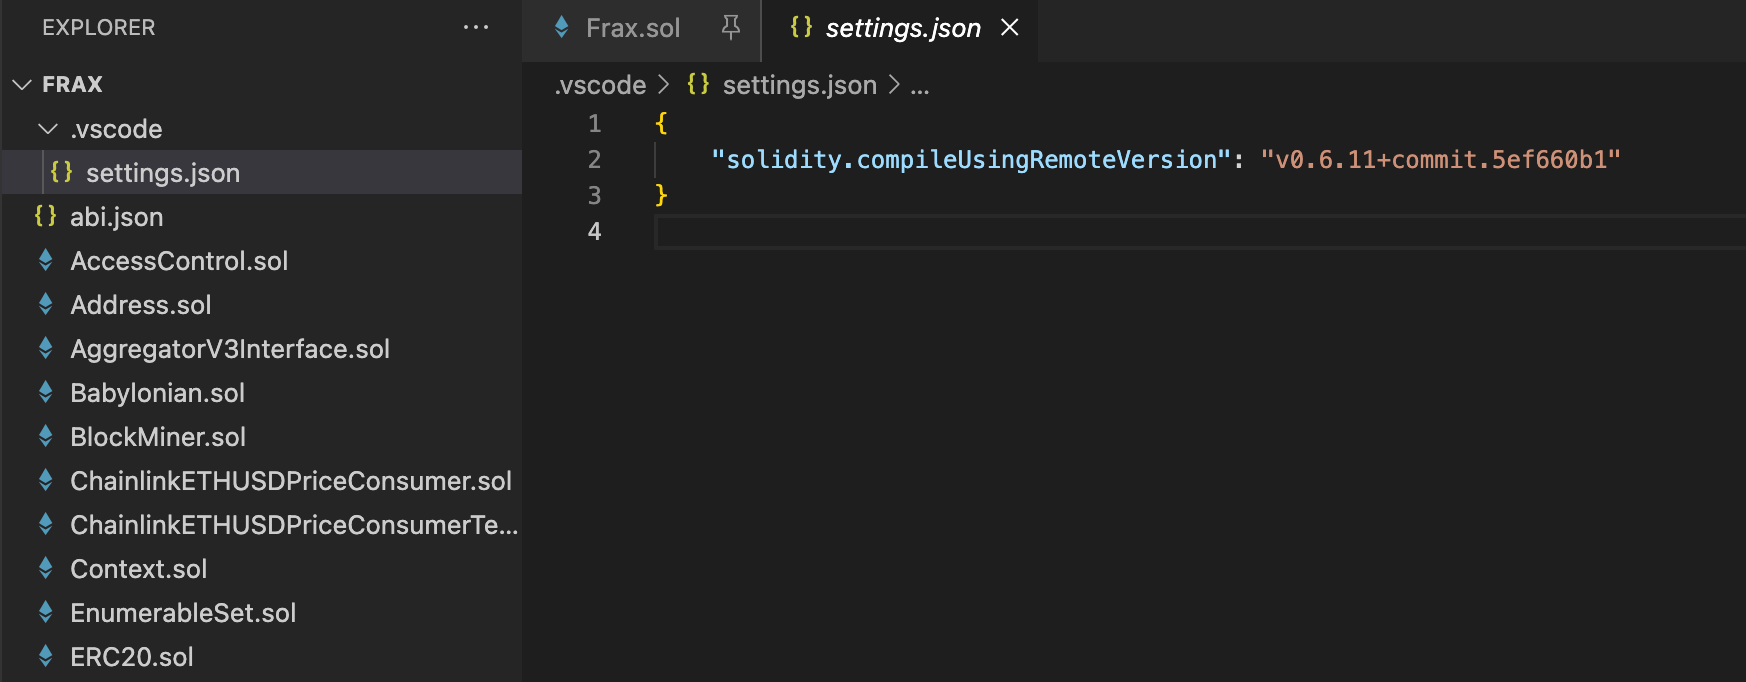 EXPLORER ...
FRAX
.vscode
{} settings.json
{} abi.json
AccessControl.sol
Address.sol
AggregatorV3Interface.sol
Babylonian.sol
BlockMiner.sol
ChainlinkETHUSDPriceConsumer.sol
ChainlinkETHUSDPriceConsumerTe...
Context.sol
EnumerableSet.sol
ERC20.sol
Frax.sol
{} settings.json
.vscode > {} settings.json > ...
1 {
2 "solidity.compileUsingRemoteVersion": "v0.6.11+commit.5ef660b1"
3 }
4